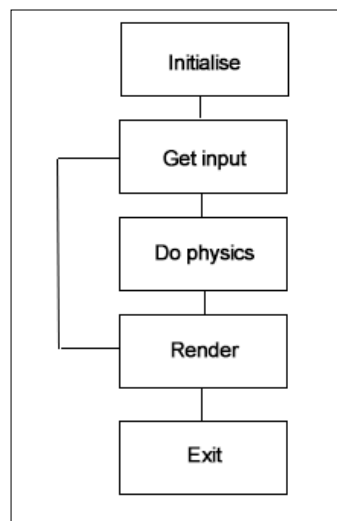 Initialise
Get input
Do physics
Render
Exit